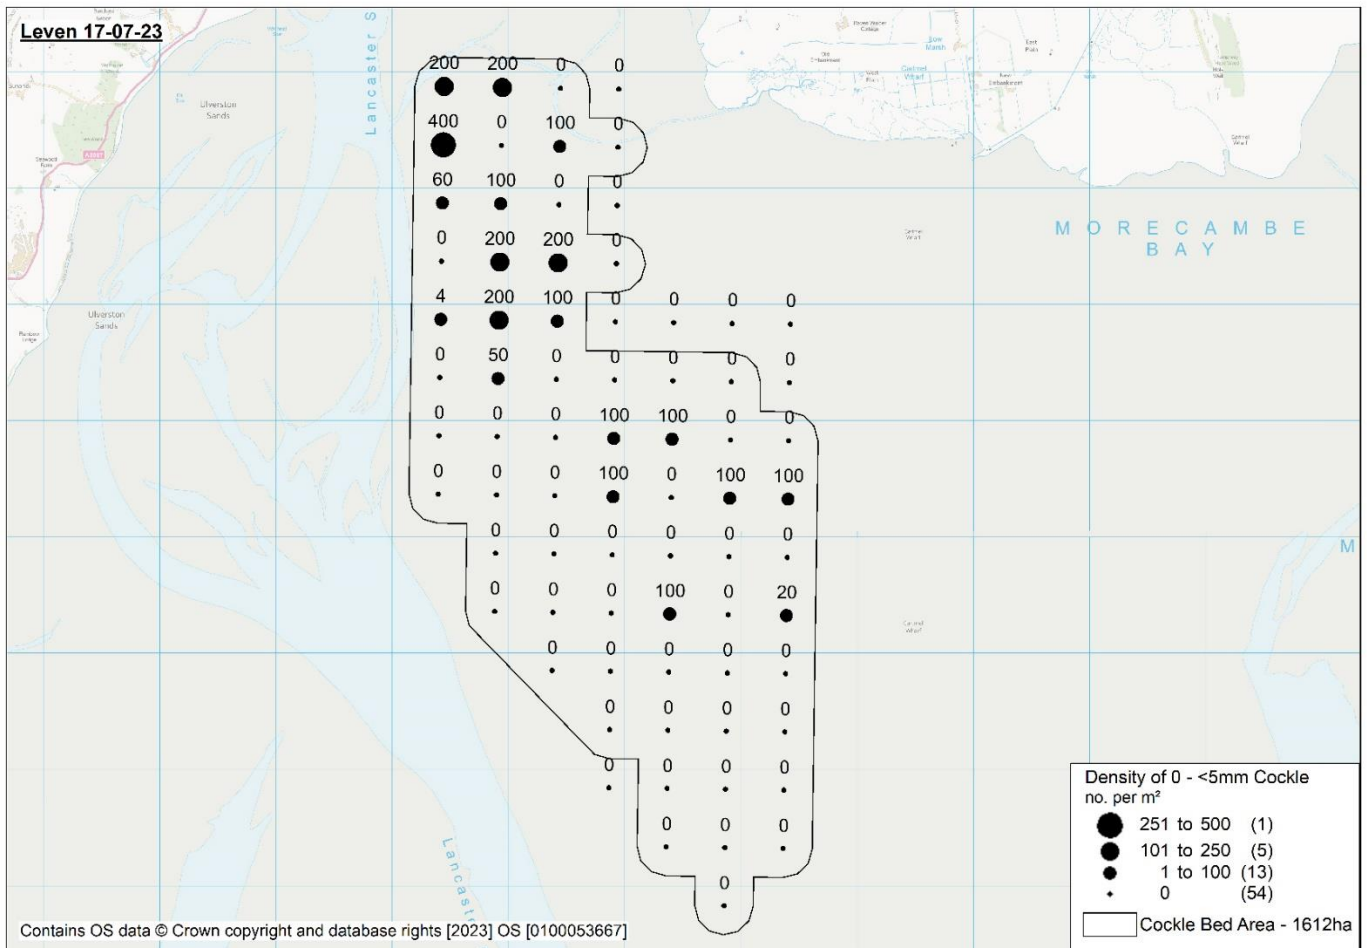 Leven 17-07-23
Lancaster S
Ulverston
Sands
Ulverston
Sands
MORECAMBE
BAY
M
Lancaste
200 200 0 0
400 0 100 0
60 100 0 0
0 200 200 0
4 200 100 0 0 0 0
0 50 0 0 0 0 0
0 0 0 100 100 0 0
0 0 0 100 0 100 100
0 0 0 0 0 0
0 0 0 100 0 20
0 0 0 0 0
0 0 0 0
0 0 0 0
0 0 0
0
Density of 0 - <5mm Cockle
no. per m²
251 to 500 (1)
101 to 250 (5)
1 to 100 (13)
0 (54)
Cockle Bed Area - 1612ha
Contains OS data © Crown copyright and database rights [2023] OS [0100053667]